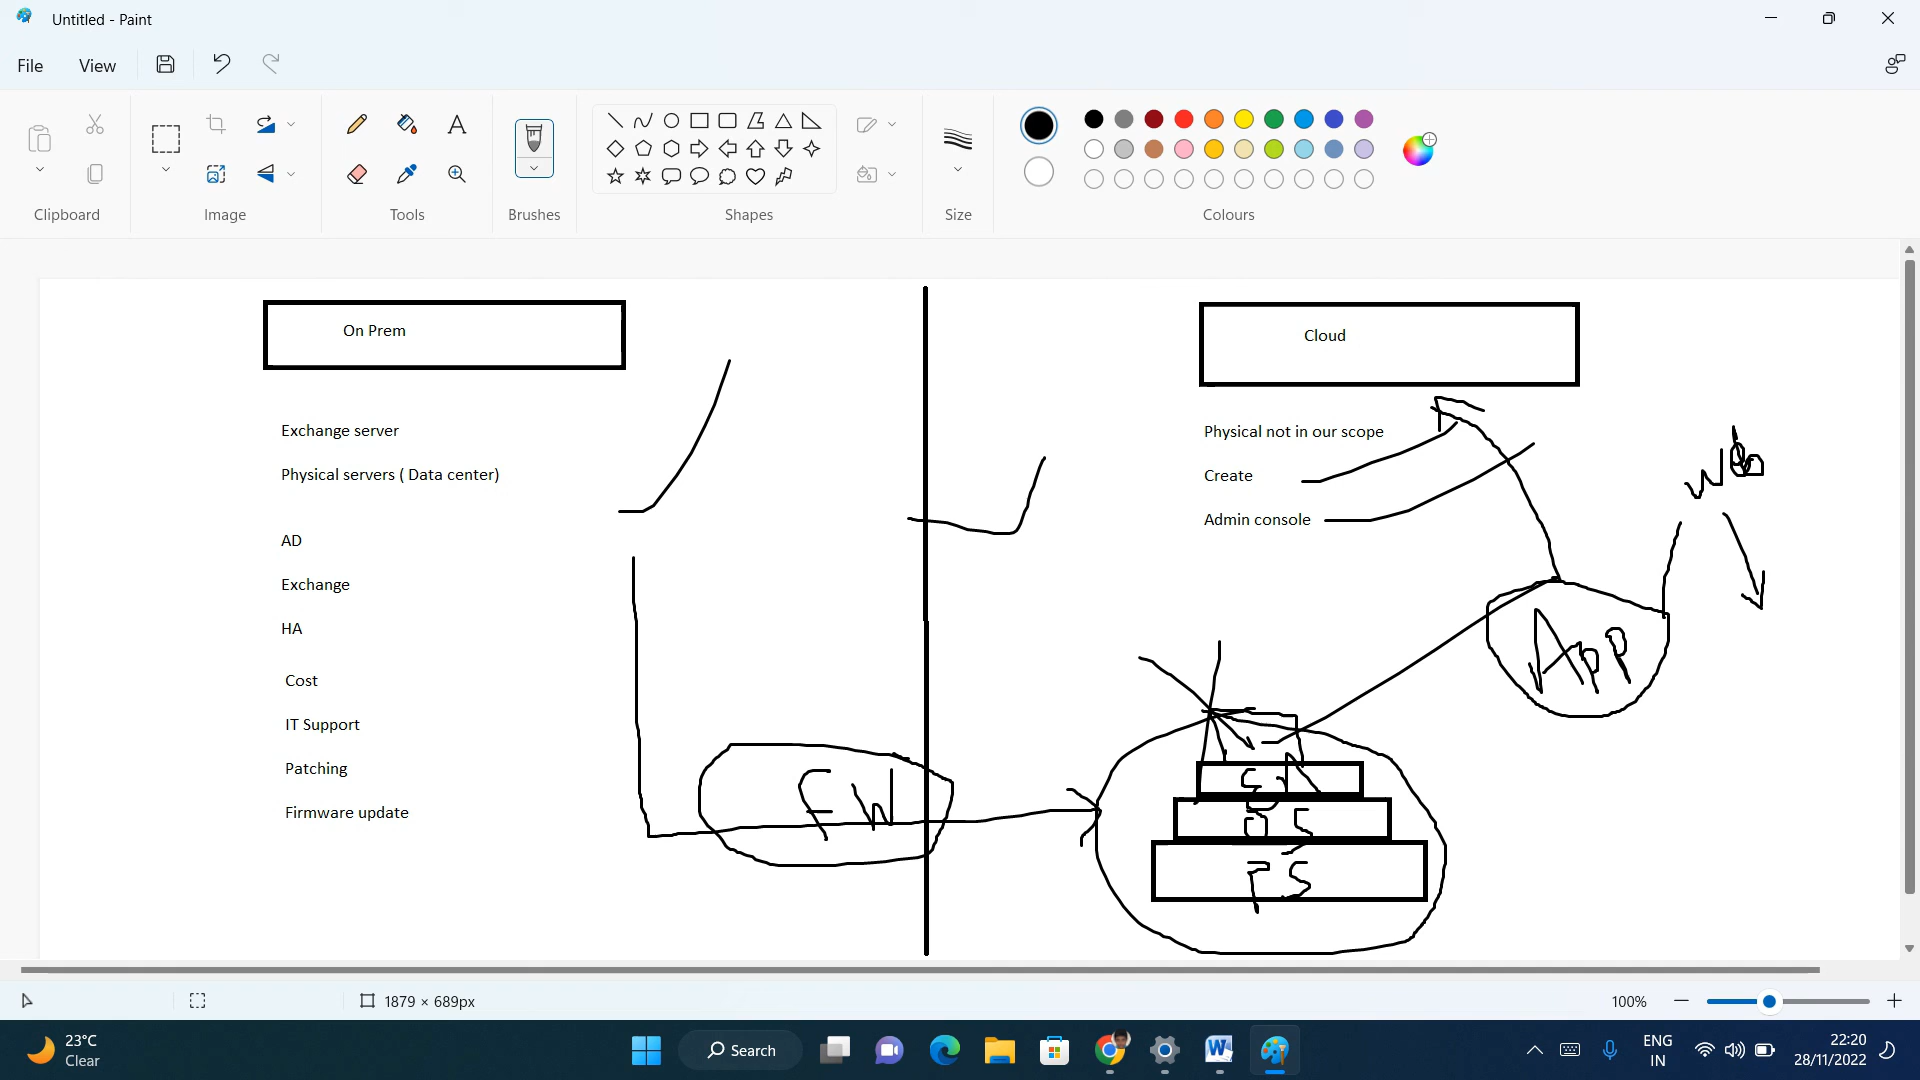 Untitled - Paint
File View
Clipboard Image Tools Brushes Shapes Size Colours
On Prem
Exchange server
Physical servers ( Data center)
AD
Exchange
HA
Cost
IT Support
Patching
Firmware update
FW
Cloud
Physical not in our scope
Create
Admin console
Web
App
FS
1879 × 689px
100%
23°C
Clear
Search
ENG
IN
22:20
28/11/2022